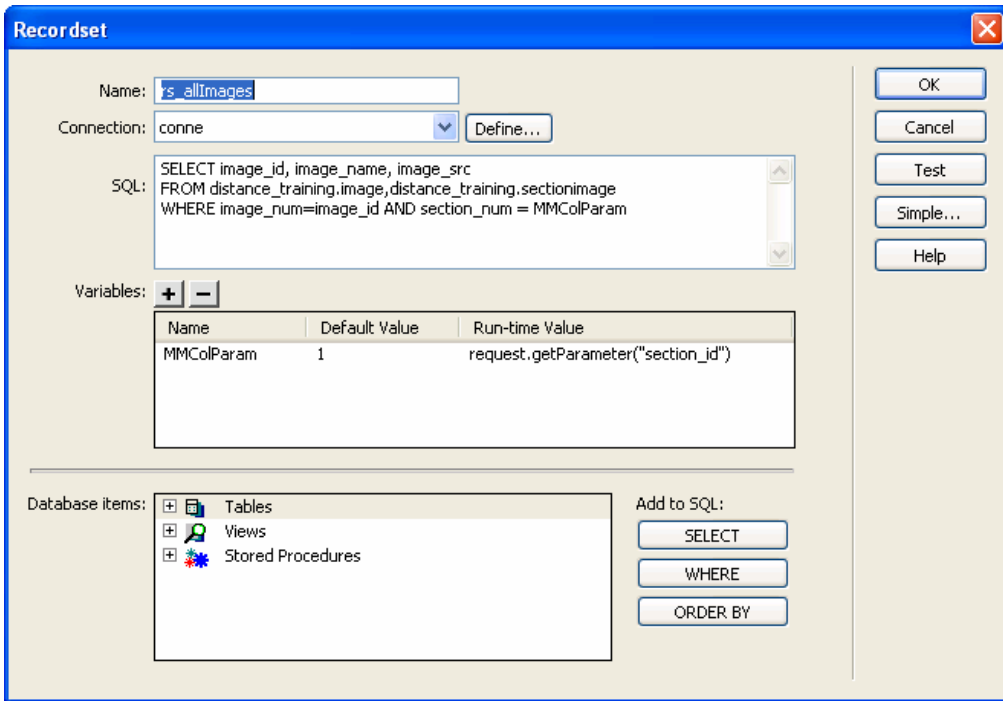 Recordset
Name: rs_allImages
Connection: conne Define...
SQL: SELECT image_id, image_name, image_src
FROM distance_training.image,distance_training.sectionimage
WHERE image_num=image_id AND section_num = MMColParam
Variables: + −
Name Default Value Run-time Value
MMColParam 1 request.getParameter("section_id")
Database items: Tables
Views
Stored Procedures
Add to SQL:
SELECT
WHERE
ORDER BY
OK
Cancel
Test
Simple...
Help